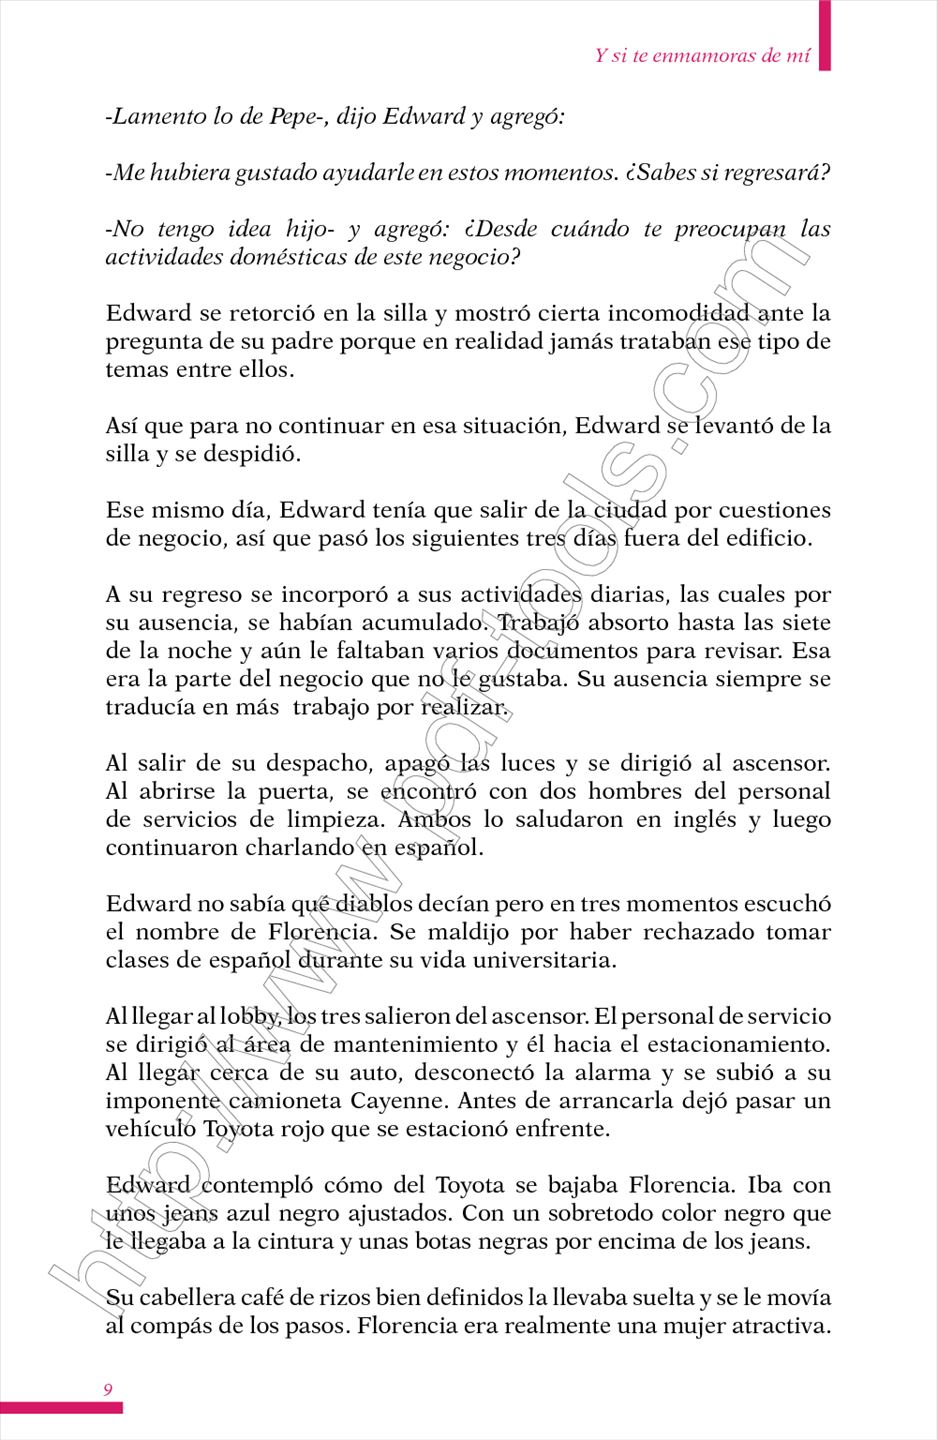 Y si te enmamoras de mí
-Lamento lo de Pepe-, dijo Edward y agregó:
-Me hubiera gustado ayudarle en estos momentos. ¿Sabes si regresará?
-No tengo idea hijo- y agregó: ¿Desde cuándo te preocupan las
actividades domésticas de este negocio?
Edward se retorció en la silla y mostró cierta incomodidad ante la
pregunta de su padre porque en realidad jamás trataban ese tipo de
temas entre ellos.
Así que para no continuar en esa situación, Edward se levantó de la
silla y se despidió.
Ese mismo día, Edward tenía que salir de la ciudad por cuestiones
de negocio, así que pasó los siguientes tres días fuera del edificio.
A su regreso se incorporó a sus actividades diarias, las cuales por
su ausencia, se habían acumulado. Trabajó absorto hasta las siete
de la noche y aún le faltaban varios documentos para revisar. Esa
era la parte del negocio que no le gustaba. Su ausencia siempre se
traducía en más  trabajo por realizar.
Al salir de su despacho, apagó las luces y se dirigió al ascensor.
Al abrirse la puerta, se encontró con dos hombres del personal
de servicios de limpieza. Ambos lo saludaron en inglés y luego
continuaron charlando en español.
Edward no sabía qué diablos decían pero en tres momentos escuchó
el nombre de Florencia. Se maldijo por haber rechazado tomar
clases de español durante su vida universitaria.
Al llegar al lobby, los tres salieron del ascensor. El personal de servicio
se dirigió al área de mantenimiento y él hacia el estacionamiento.
Al llegar cerca de su auto, desconectó la alarma y se subió a su
imponente camioneta Cayenne. Antes de arrancarla dejó pasar un
vehículo Toyota rojo que se estacionó enfrente.
Edward contempló cómo del Toyota se bajaba Florencia. Iba con
unos jeans azul negro ajustados. Con un sobretodo color negro que
le llegaba a la cintura y unas botas negras por encima de los jeans.
Su cabellera café de rizos bien definidos la llevaba suelta y se le movía
al compás de los pasos. Florencia era realmente una mujer atractiva.
9
http://www.pdf-tools.com